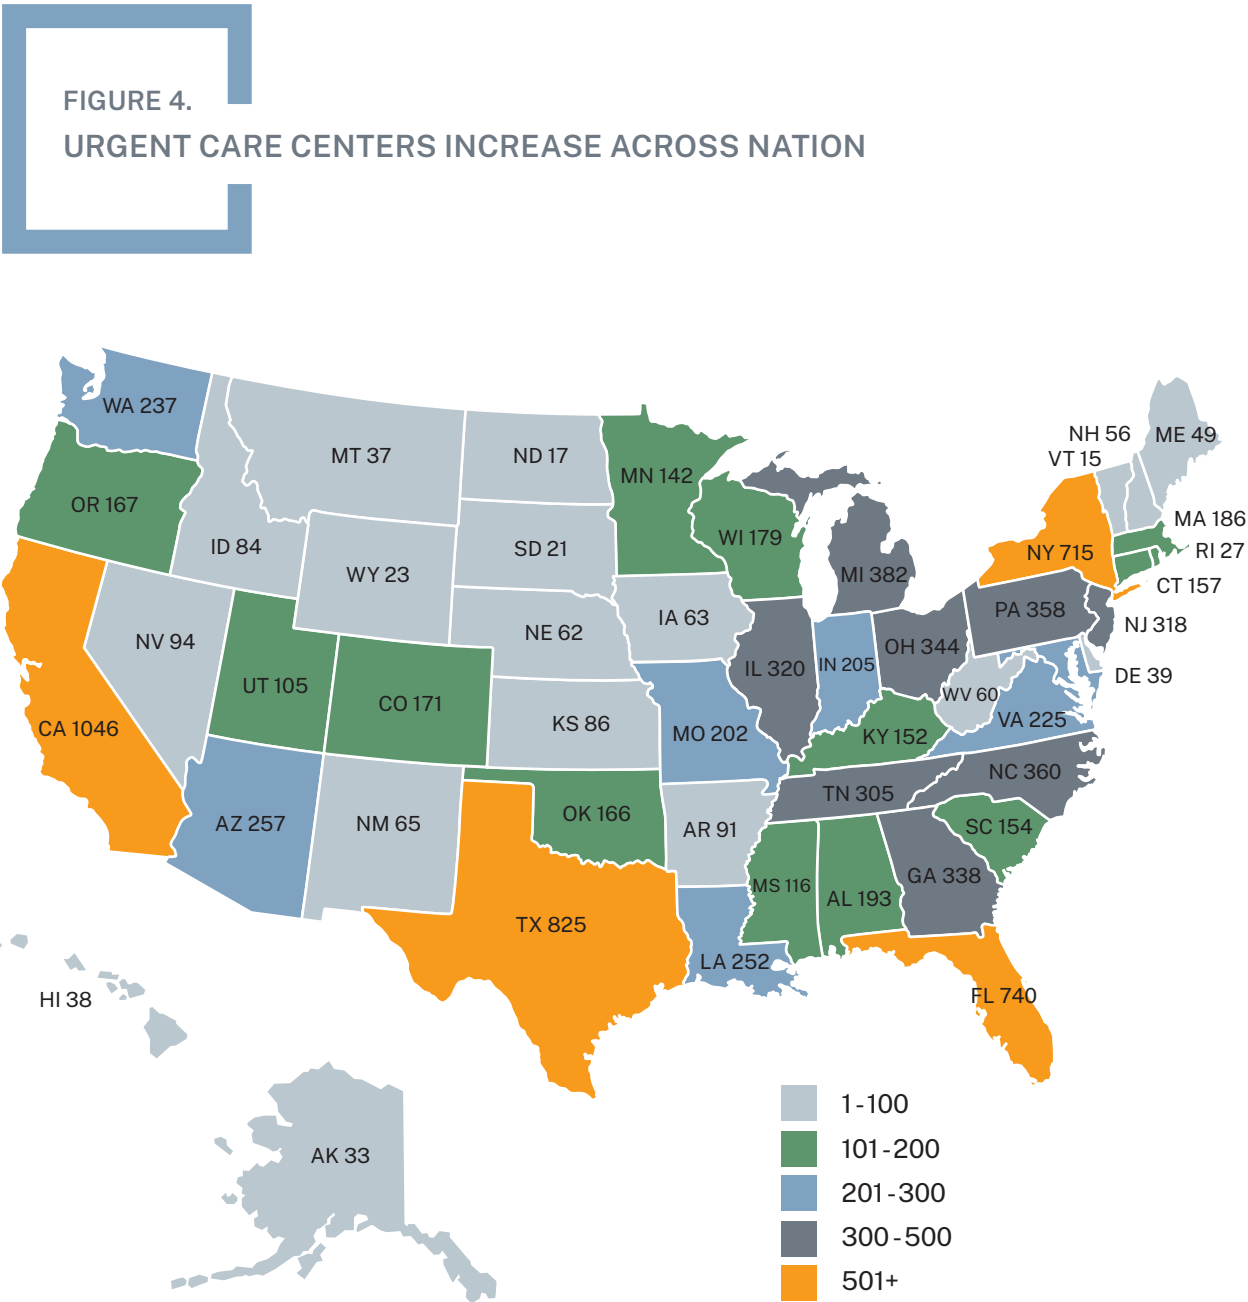 FIGURE 4.
URGENT CARE CENTERS INCREASE ACROSS NATION
WA 237
NH 56
ME 49
VT 15
MT 37
ND 17
MN 142
OR 167
MA 186
WI 179
ID 84
SD 21
NY 715
RI 27
WY 23
MI 382
CT 157
PA 358
IA 63
NJ 318
NV 94
NE 62
OH 344
IL 320
IN 205
DE 39
UT 105
CO 171
WV 60
VA 225
CA 1046
KS 86
MO 202
KY 152
NC 360
TN 305
AZ 257
NM 65
OK 166
AR 91
SC 154
GA 338
MS 116
AL 193
TX 825
LA 252
FL 740
HI 38
AK 33
1-100
101-200
201-300
300-500
501+